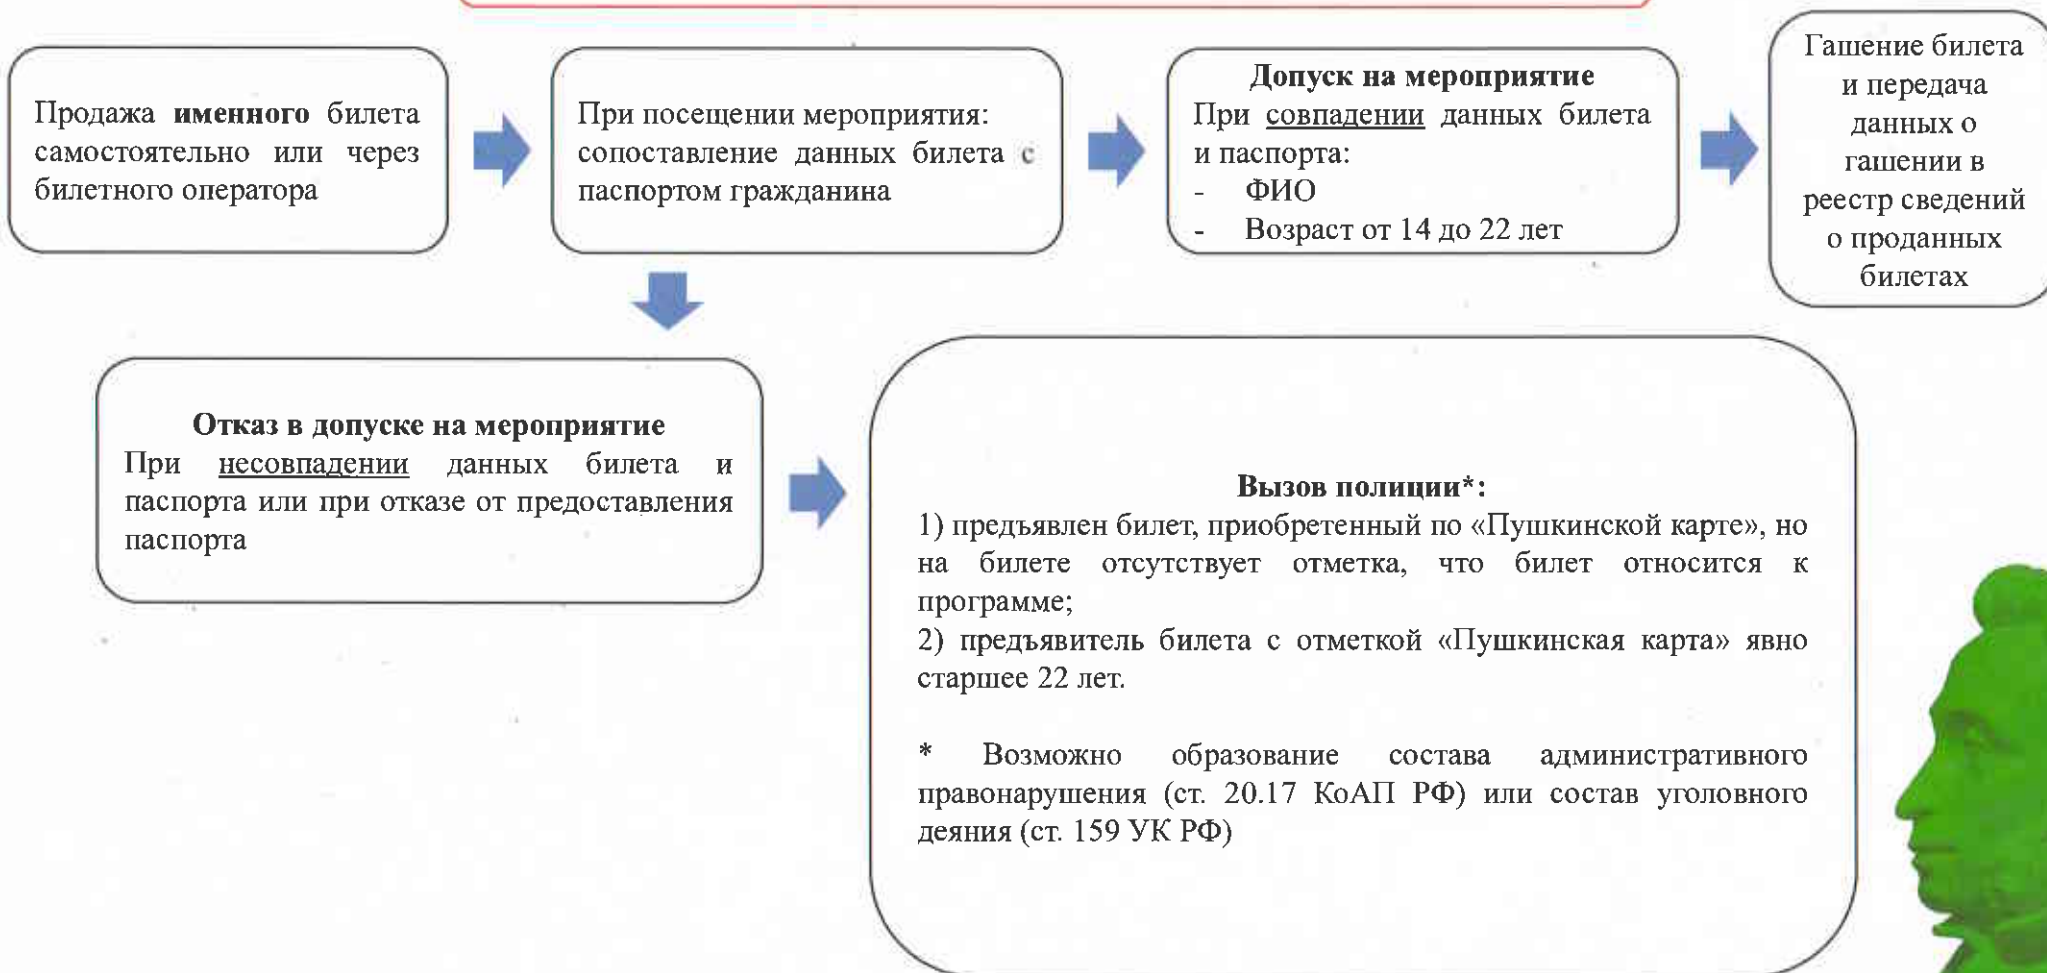 Продажа именного билета
самостоятельно или через
билетного оператора
При посещении мероприятия:
сопоставление данных билета с
паспортом гражданина
Допуск на мероприятие
При совпадении данных билета
и паспорта:
- ФИО
- Возраст от 14 до 22 лет
Гашение билета
и передача
данных о
гашении в
реестр сведений
о проданных
билетах
Отказ в допуске на мероприятие
При несовпадении данных билета и
паспорта или при отказе от предоставления
паспорта
Вызов полиции*:
1) предъявлен билет, приобретенный по «Пушкинской карте», но
на билете отсутствует отметка, что билет относится к
программе;
2) предъявитель билета с отметкой «Пушкинская карта» явно
старшее 22 лет.
* Возможно образование состава административного
правонарушения (ст. 20.17 КоАП РФ) или состав уголовного
деяния (ст. 159 УК РФ)